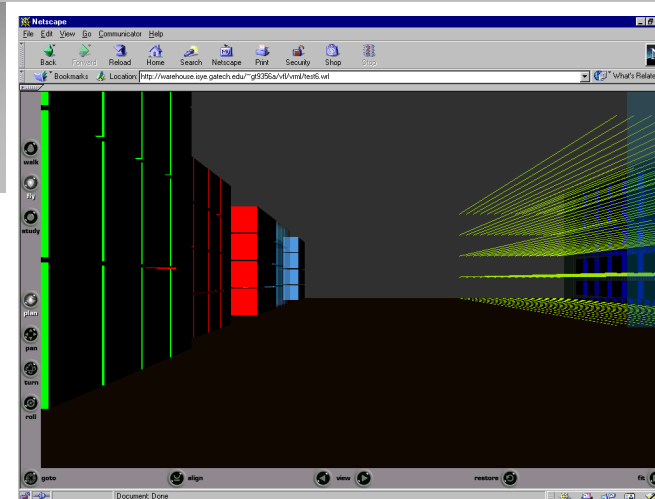 Netscape
File Edit View Go Communicator Help
Back Forward Reload Home Search Netscape Print Security Shop Stop
Bookmarks Location: http://warehouse.isye.gatech.edu/~gt9356a/vfl/vrml/test6.wrl What's Relate
walk
fly
study
plan
pan
turn
roll
goto align view restore fit
Document: Done